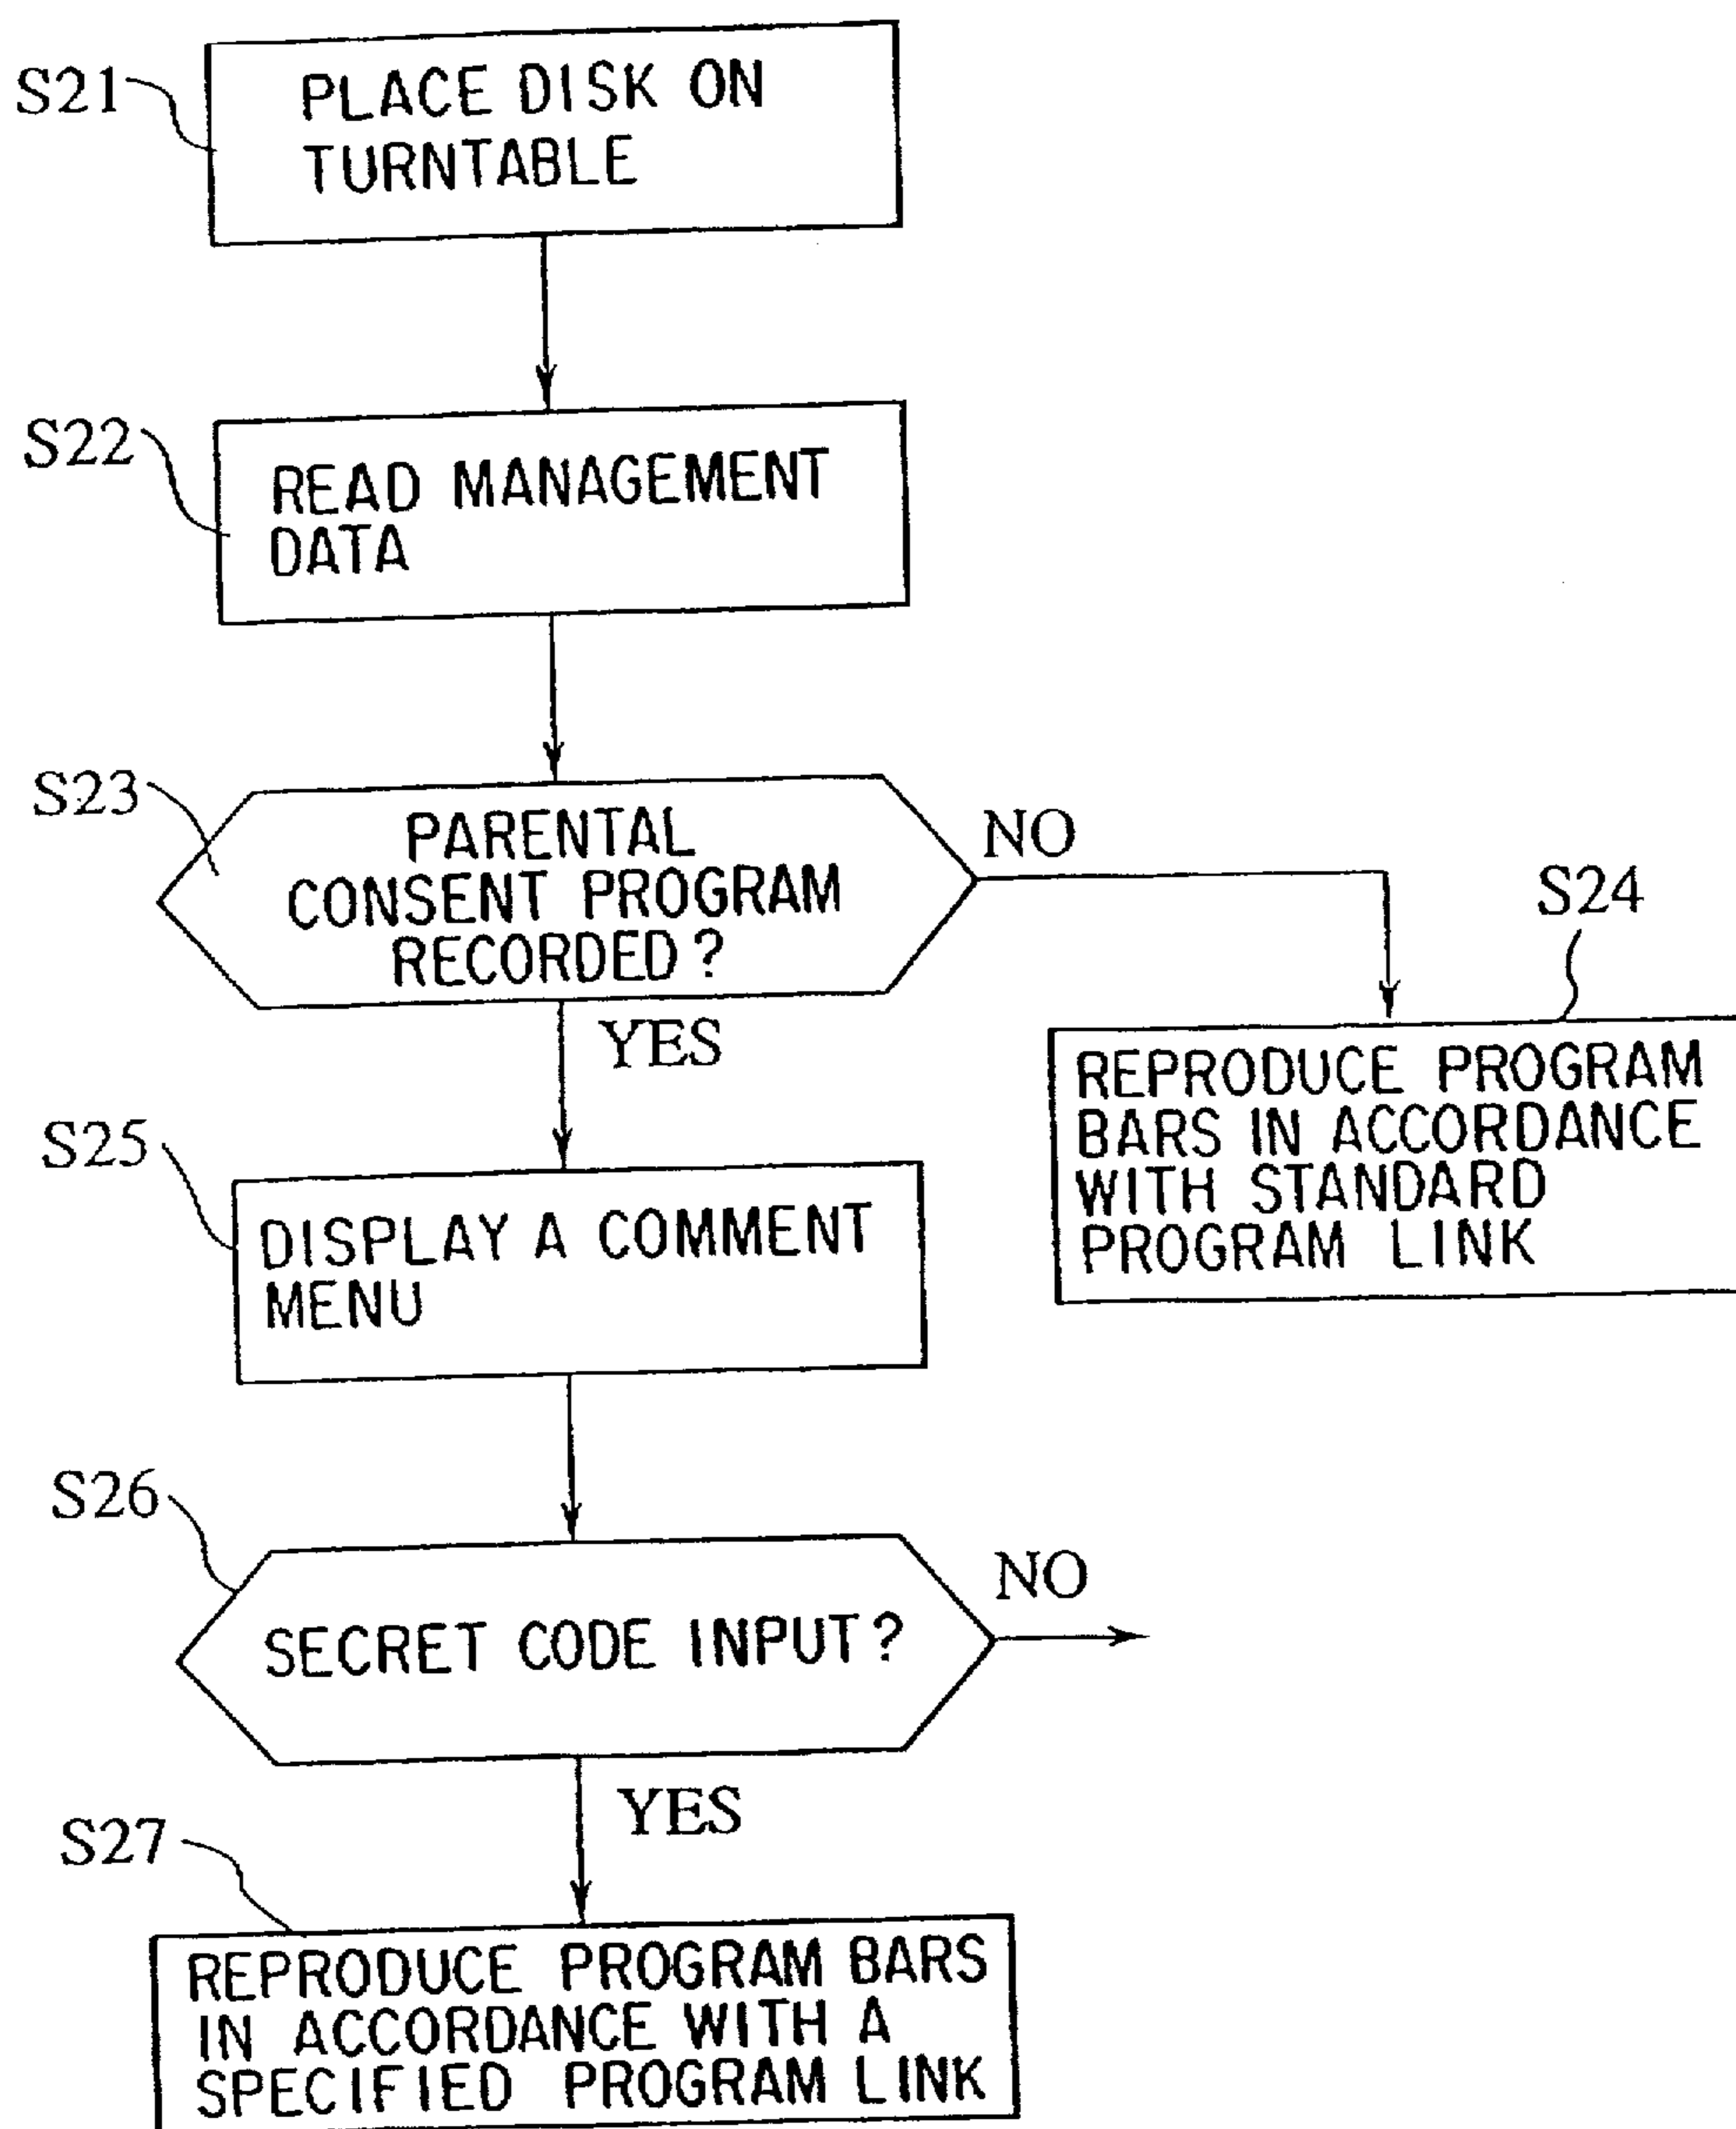 S21
PLACE DISK ON
TURNTABLE
S22
READ MANAGEMENT
DATA
S23
PARENTAL
CONSENT PROGRAM
RECORDED?
NO
YES
S24
REPRODUCE PROGRAM
BARS IN ACCORDANCE
WITH STANDARD
PROGRAM LINK
S25
DISPLAY A COMMENT
MENU
S26
SECRET CODE INPUT?
NO
YES
S27
REPRODUCE PROGRAM BARS
IN ACCORDANCE WITH A
SPECIFIED PROGRAM LINK